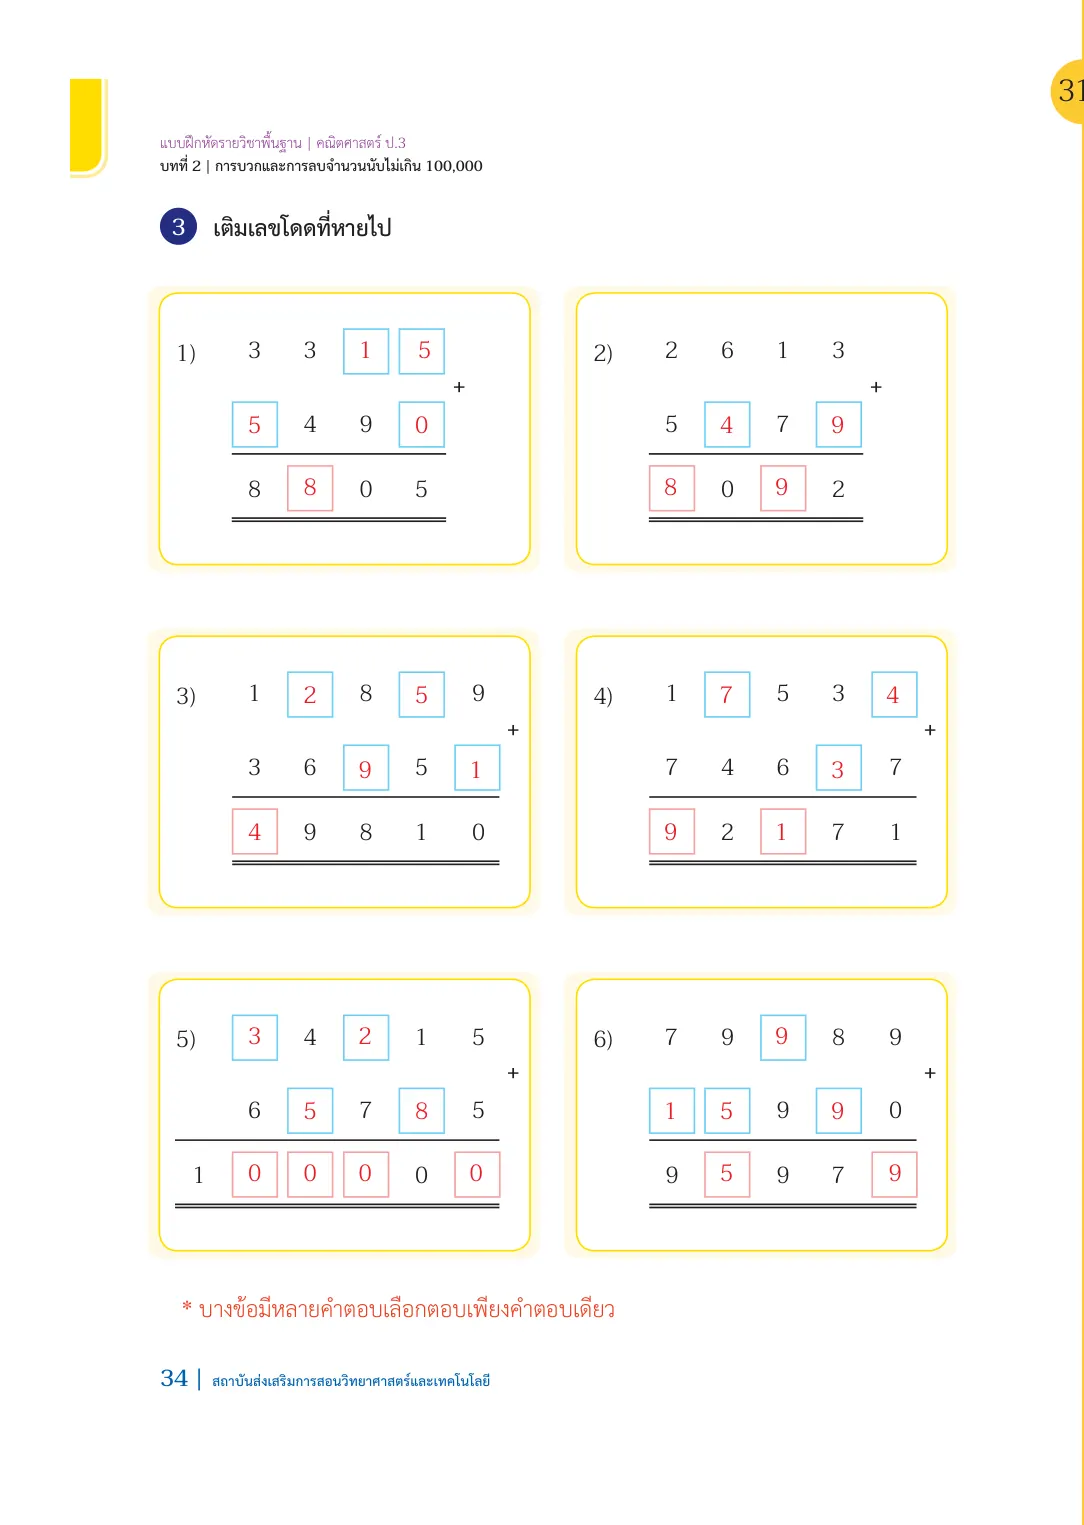 31
แบบฝึกหัดรายวิชาพื้นฐาน | คณิตศาสตร์ ป.3
บทที่ 2 | การบวกและการลบจำนวนนับไม่เกิน 100,000
3 เติมเลขโดดที่หายไป
1) 3 3 1 5
+
5 4 9 0
8 8 0 5
2) 2 6 1 3
+
5 4 7 9
8 0 9 2
3) 1 2 8 5 9
+
3 6 9 5 1
4 9 8 1 0
4) 1 7 5 3 4
+
7 4 6 3 7
9 2 1 7 1
5) 3 4 2 1 5
+
6 5 7 8 5
1 0 0 0 0 0
6) 7 9 9 8 9
+
1 5 9 9 0
9 5 9 7 9
* บางข้อมีหลายคำตอบเลือกตอบเพียงคำตอบเดียว
34 | สถาบันส่งเสริมการสอนวิทยาศาสตร์และเทคโนโลยี